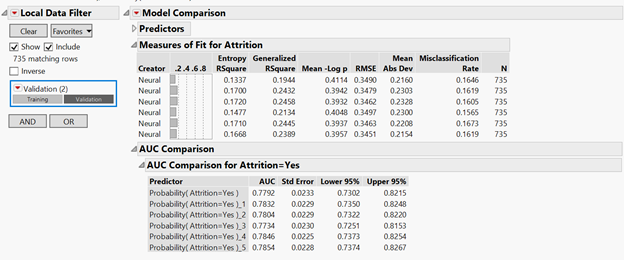 Local Data Filter
Clear Favorites
Show Include
735 matching rows
Inverse
Validation (2)
Training Validation
AND OR
Model Comparison
Predictors
Measures of Fit for Attrition
Creator .2 .4 .6 .8 Entropy RSquare Generalized RSquare Mean -Log p RMSE Mean Abs Dev Misclassification Rate N
Neural 0.1337 0.1944 0.4114 0.3490 0.2160 0.1646 735
Neural 0.1700 0.2432 0.3942 0.3479 0.2303 0.1619 735
Neural 0.1720 0.2458 0.3932 0.3462 0.2328 0.1605 735
Neural 0.1477 0.2134 0.4048 0.3497 0.2300 0.1565 735
Neural 0.1710 0.2445 0.3937 0.3463 0.2208 0.1673 735
Neural 0.1668 0.2389 0.3957 0.3451 0.2154 0.1619 735
AUC Comparison
AUC Comparison for Attrition=Yes
Predictor AUC Std Error Lower 95% Upper 95%
Probability( Attrition=Yes ) 0.7792 0.0233 0.7302 0.8215
Probability( Attrition=Yes )_1 0.7832 0.0229 0.7350 0.8248
Probability( Attrition=Yes )_2 0.7804 0.0229 0.7322 0.8220
Probability( Attrition=Yes )_3 0.7734 0.0230 0.7251 0.8153
Probability( Attrition=Yes )_4 0.7846 0.0225 0.7373 0.8254
Probability( Attrition=Yes )_5 0.7854 0.0228 0.7374 0.8267